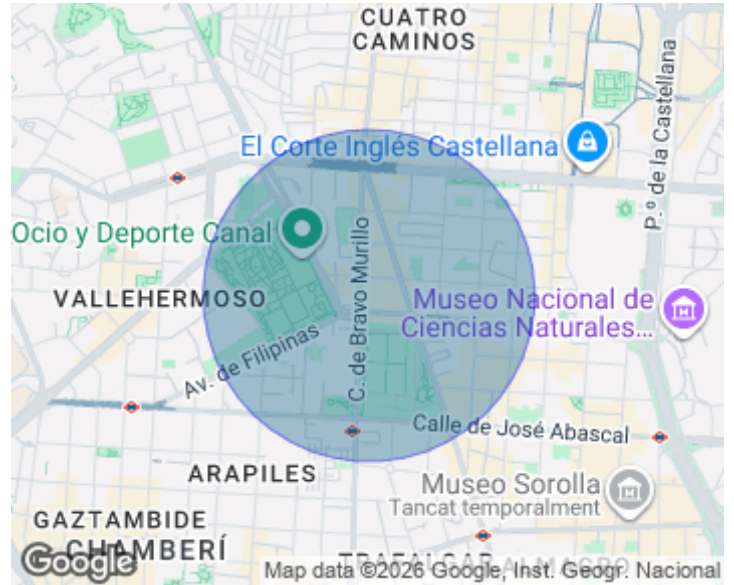 CUATRO
CAMINOS
El Corte Inglés Castellana
P.º de la Castellana
Ocio y Deporte Canal
C. de Bravo Murillo
VALLEHERMOSO
Museo Nacional de
Ciencias Naturales...
Av. de Filipinas
Calle de José Abascal
ARAPILES
Museo Sorolla
Tancat temporalment
GAZTAMBIDE
CHAMBERÍ
TRAFALGAR
ALMAGRO
Google
Map data ©2026 Google, Inst. Geogr. Nacional